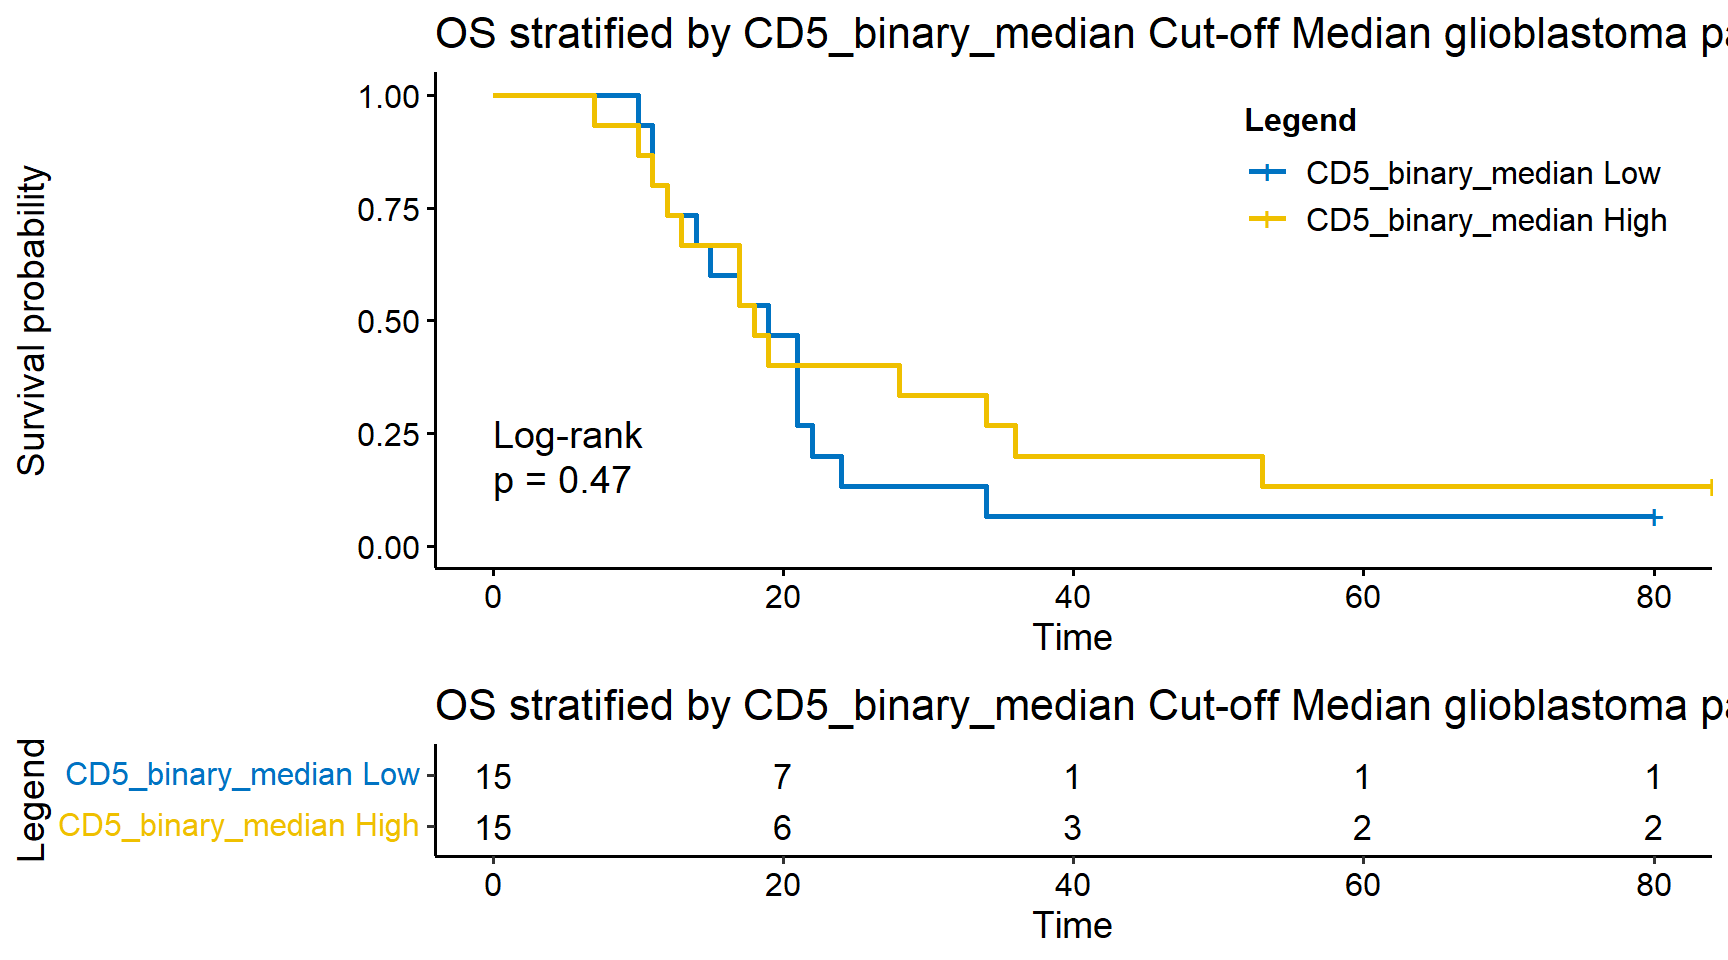 OS stratified by CD5_binary_median Cut-off Median glioblastoma pa
Survival probability
1.00
0.75
0.50
0.25
0.00
Legend
CD5_binary_median Low
CD5_binary_median High
Log-rank
p = 0.47
0 20 40 60 80
Time
OS stratified by CD5_binary_median Cut-off Median glioblastoma pa
Legend
CD5_binary_median Low 15 7 1 1 1
CD5_binary_median High 15 6 3 2 2
0 20 40 60 80
Time